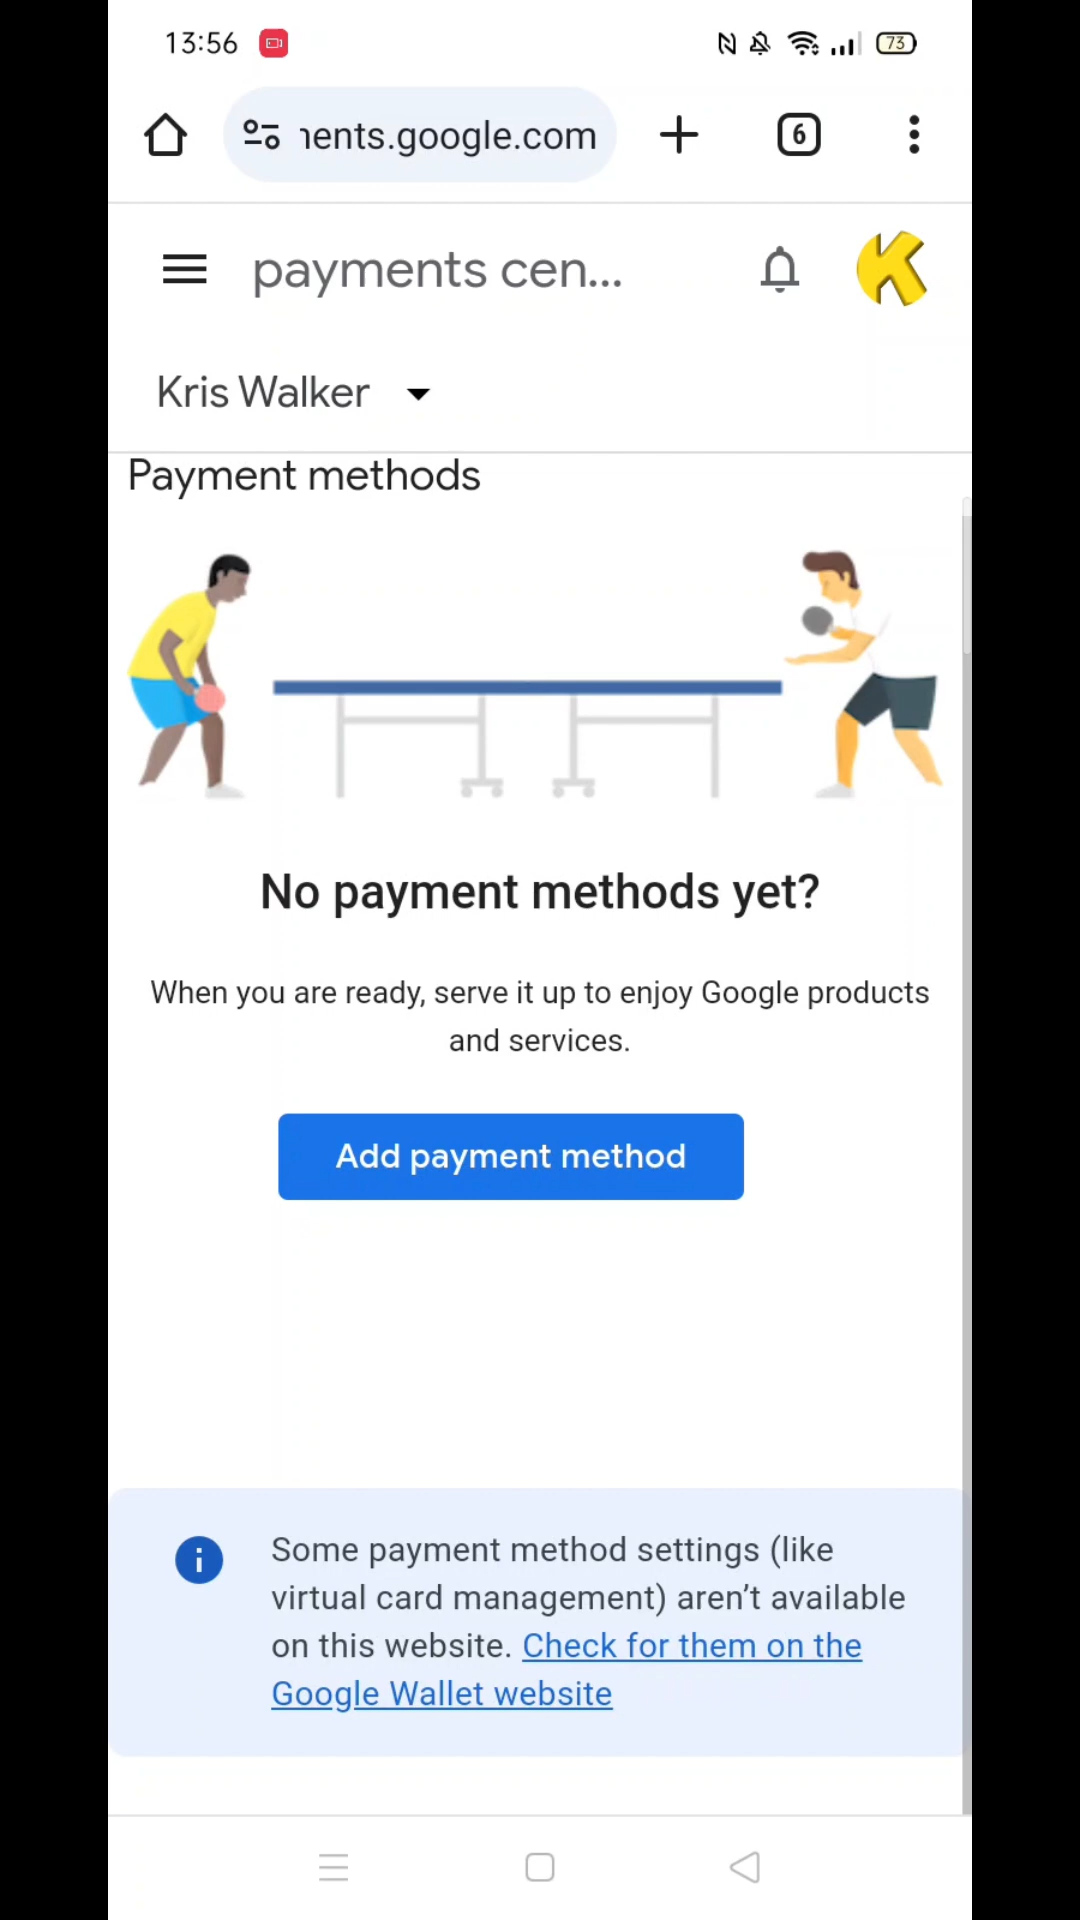 13:56
73
nents.google.com
6
payments cen...
K
Kris Walker
Payment methods
No payment methods yet?
When you are ready, serve it up to enjoy Google products
and services.
Add payment method
Some payment method settings (like
virtual card management) aren’t available
on this website. Check for them on the
Google Wallet website